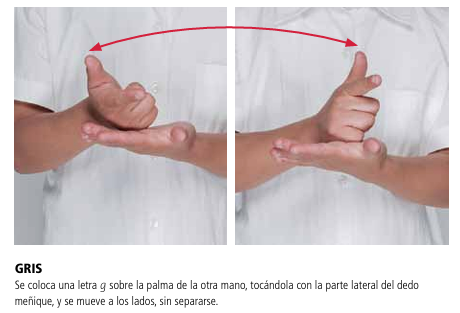 GRIS
Se coloca una letra g sobre la palma de la otra mano, tocándola con la parte lateral del dedo
meñique, y se mueve a los lados, sin separarse.